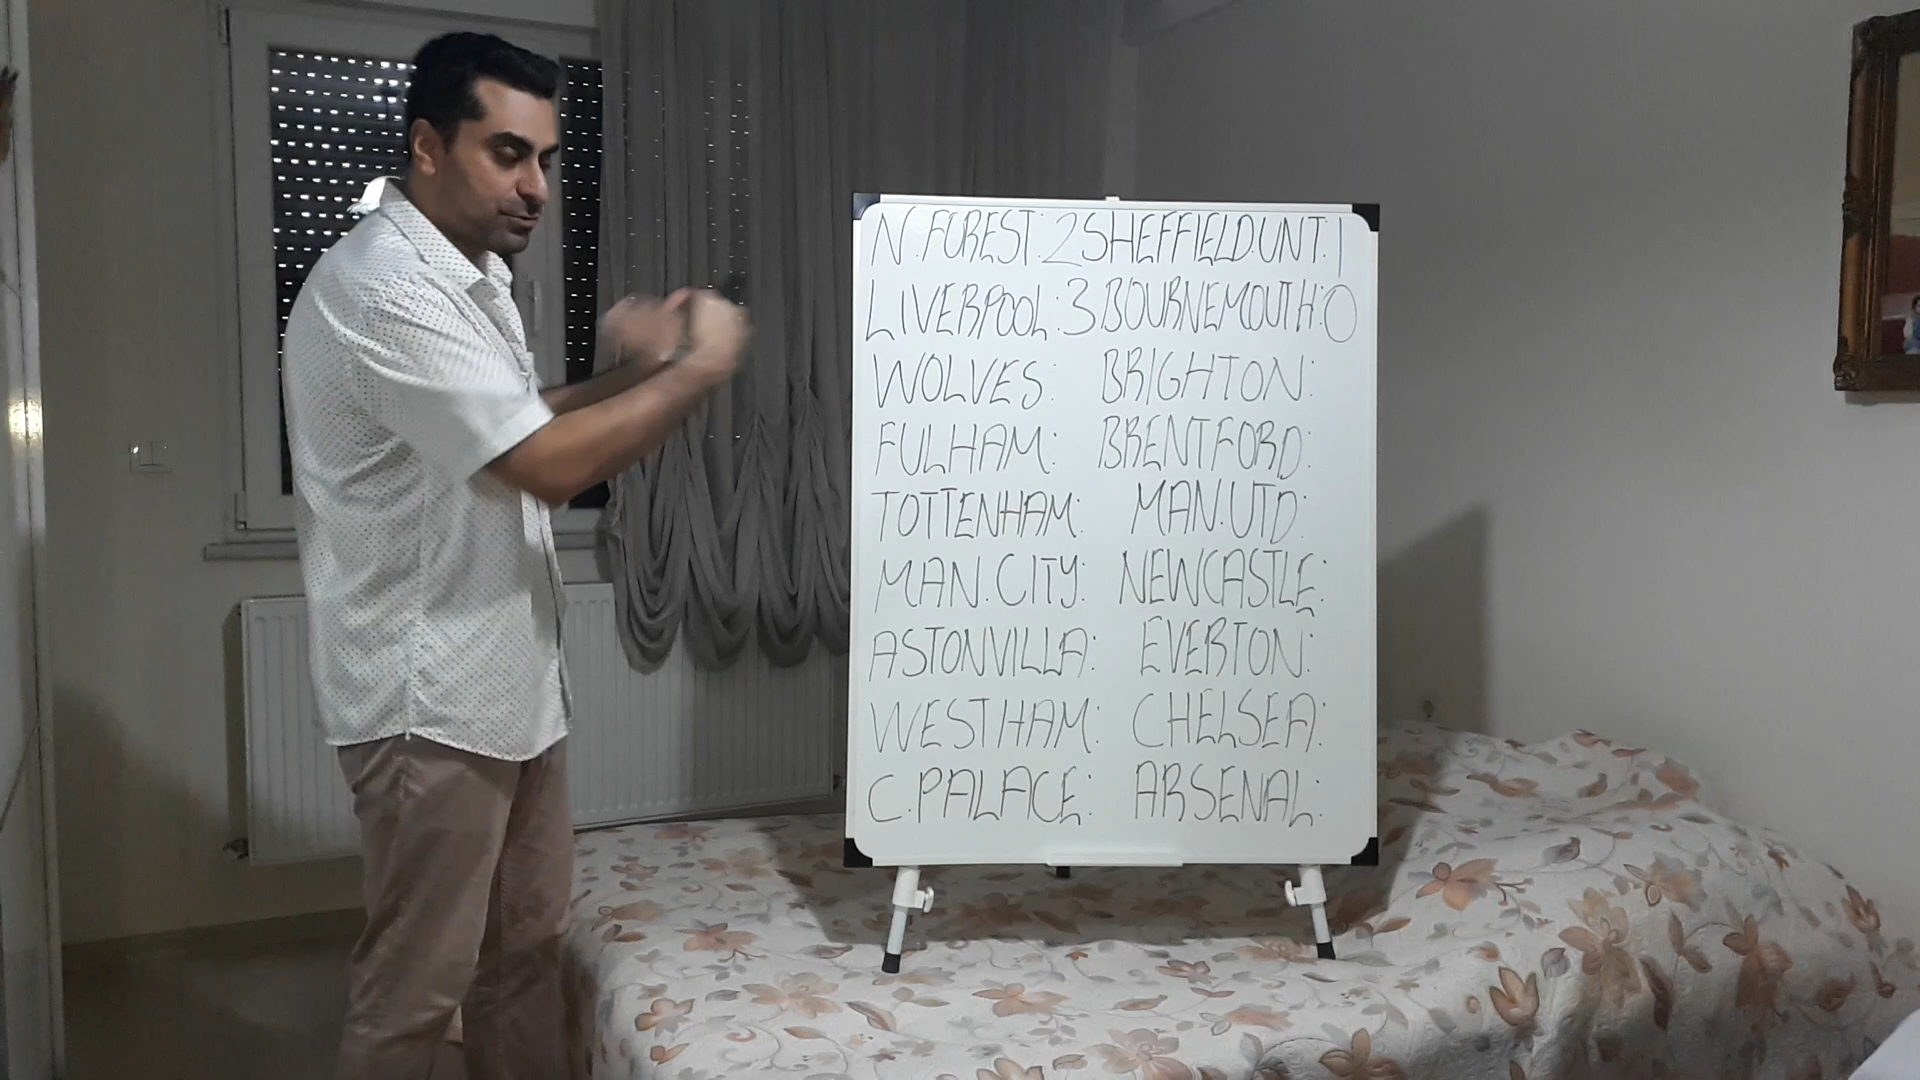 N.FOREST:2 SHEFFIELD.UNT:1
LIVERPOOL:3 BOURNEMOUTH:0
WOLVES: BRIGHTON:
FULHAM: BRENTFORD:
TOTTENHAM: MAN.UTD:
MAN.CITY: NEWCASTLE:
ASTONVILLA: EVERTON:
WESTHAM: CHELSEA:
C.PALACE: ARSENAL: